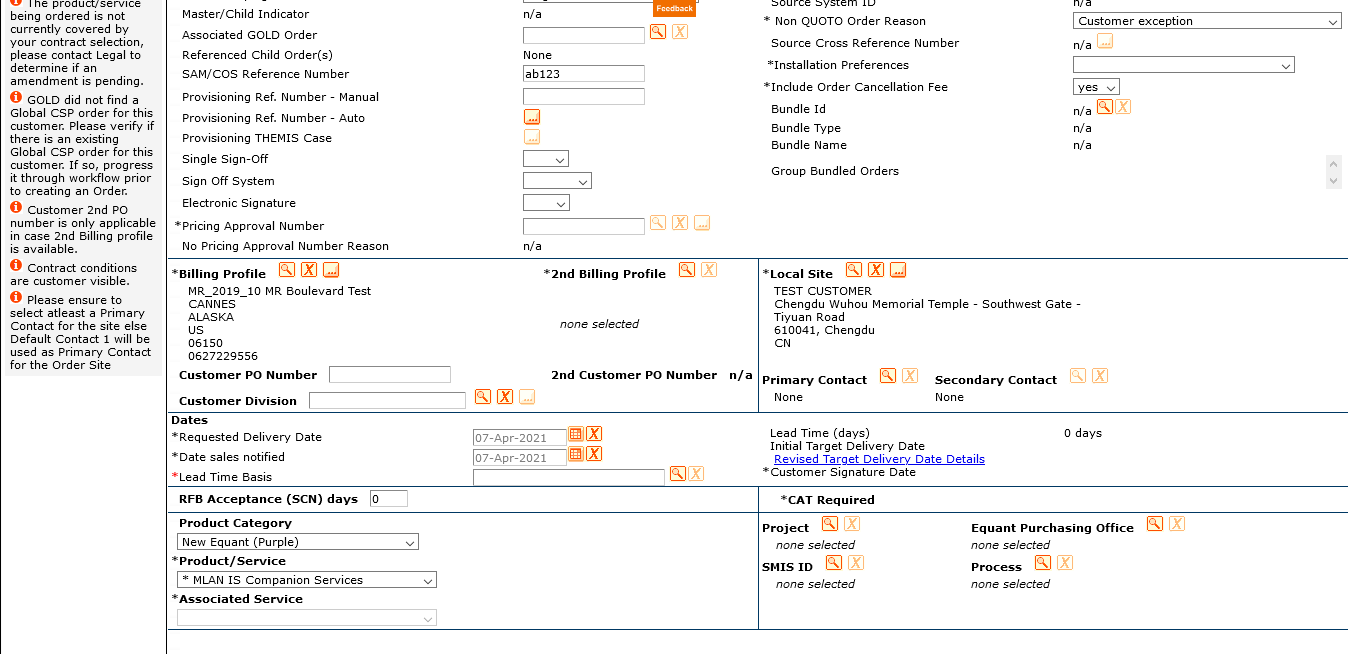 The product/service
being ordered is not
currently covered by
your contract selection,
please contact Legal to
determine if an
amendment is pending.
GOLD did not find a
Global CSP order for this
customer. Please verify if
there is an existing
Global CSP order for this
customer. If so, progress
it through workflow prior
to creating an Order.
Customer 2nd PO
number is only applicable
in case 2nd Billing profile
is available.
Contract conditions
are customer visible.
Please ensure to
select atleast a Primary
Contact for the site else
Default Contact 1 will be
used as Primary Contact
for the Order Site
Feedback
Master/Child Indicator n/a
Associated GOLD Order
Referenced Child Order(s) None
SAM/COS Reference Number ab123
Provisioning Ref. Number - Manual
Provisioning Ref. Number - Auto ...
Provisioning THEMIS Case ...
Single Sign-Off
Sign Off System
Electronic Signature
*Pricing Approval Number ...
No Pricing Approval Number Reason n/a
Source System ID n/a
* Non QUOTO Order Reason Customer exception
Source Cross Reference Number n/a ...
*Installation Preferences
*Include Order Cancellation Fee yes
Bundle Id n/a
Bundle Type n/a
Bundle Name n/a
Group Bundled Orders
*Billing Profile X ...
MR_2019_10 MR Boulevard Test
CANNES
ALASKA
US
06150
0627229556
*2nd Billing Profile X
none selected
Customer PO Number
2nd Customer PO Number n/a
Customer Division X ...
*Local Site X ...
TEST CUSTOMER
Chengdu Wuhou Memorial Temple - Southwest Gate -
Tiyuan Road
610041, Chengdu
CN
Primary Contact X
None
Secondary Contact X
None
Dates
*Requested Delivery Date 07-Apr-2021 X
*Date sales notified 07-Apr-2021 X
*Lead Time Basis X
Lead Time (days) 0 days
Initial Target Delivery Date
Revised Target Delivery Date Details
*Customer Signature Date
RFB Acceptance (SCN) days 0
*CAT Required
Product Category
New Equant (Purple)
*Product/Service
* MLAN IS Companion Services
*Associated Service
Project X
none selected
Equant Purchasing Office X
none selected
SMIS ID X
none selected
Process X
none selected